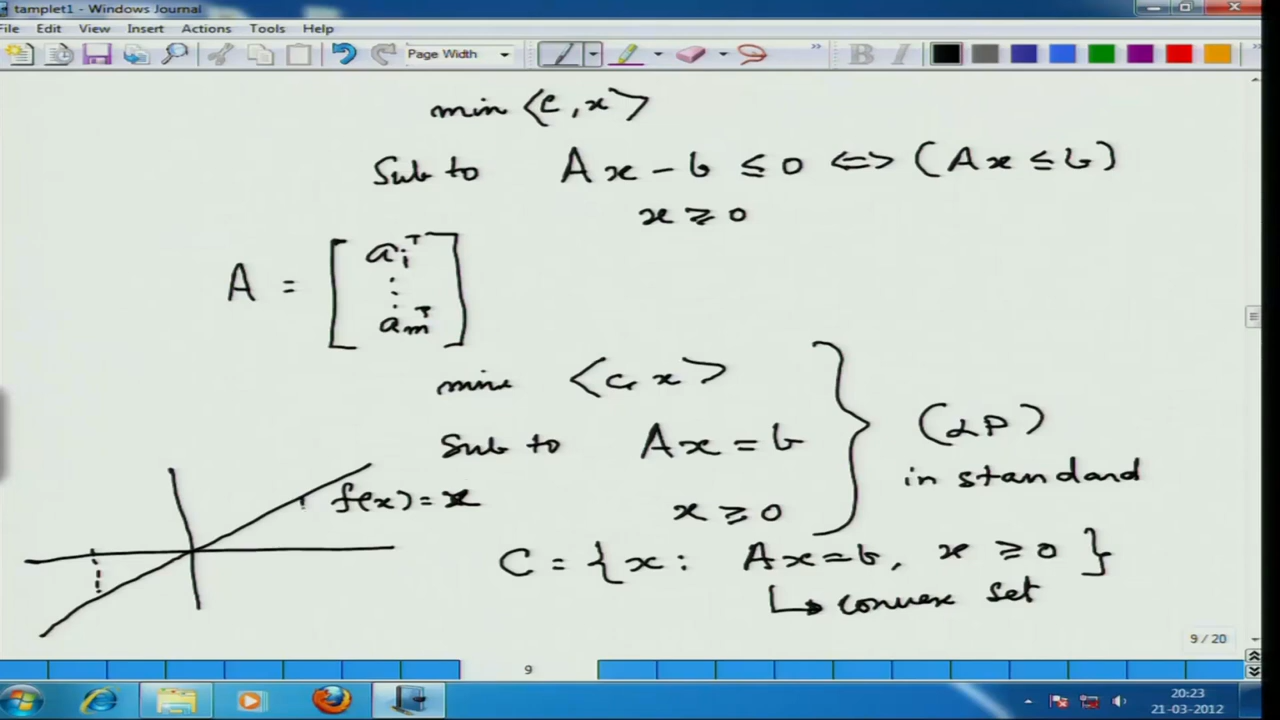 tamplet1 - Windows Journal
File Edit View Insert Actions Tools Help
Page Width
B I
min ⟨c, x⟩
Sub to Ax - b ≤ 0 ⇔ (Ax ≤ b)
x ≥ 0
A = [a₁ᵀ
⋮
aₘᵀ]
min ⟨c, x⟩
Sub to Ax = b
x ≥ 0
(LP)
in standard
f(x) = x
C = {x : Ax = b, x ≥ 0}
↳ convex set
9 / 20
9
20:23
21-03-2012